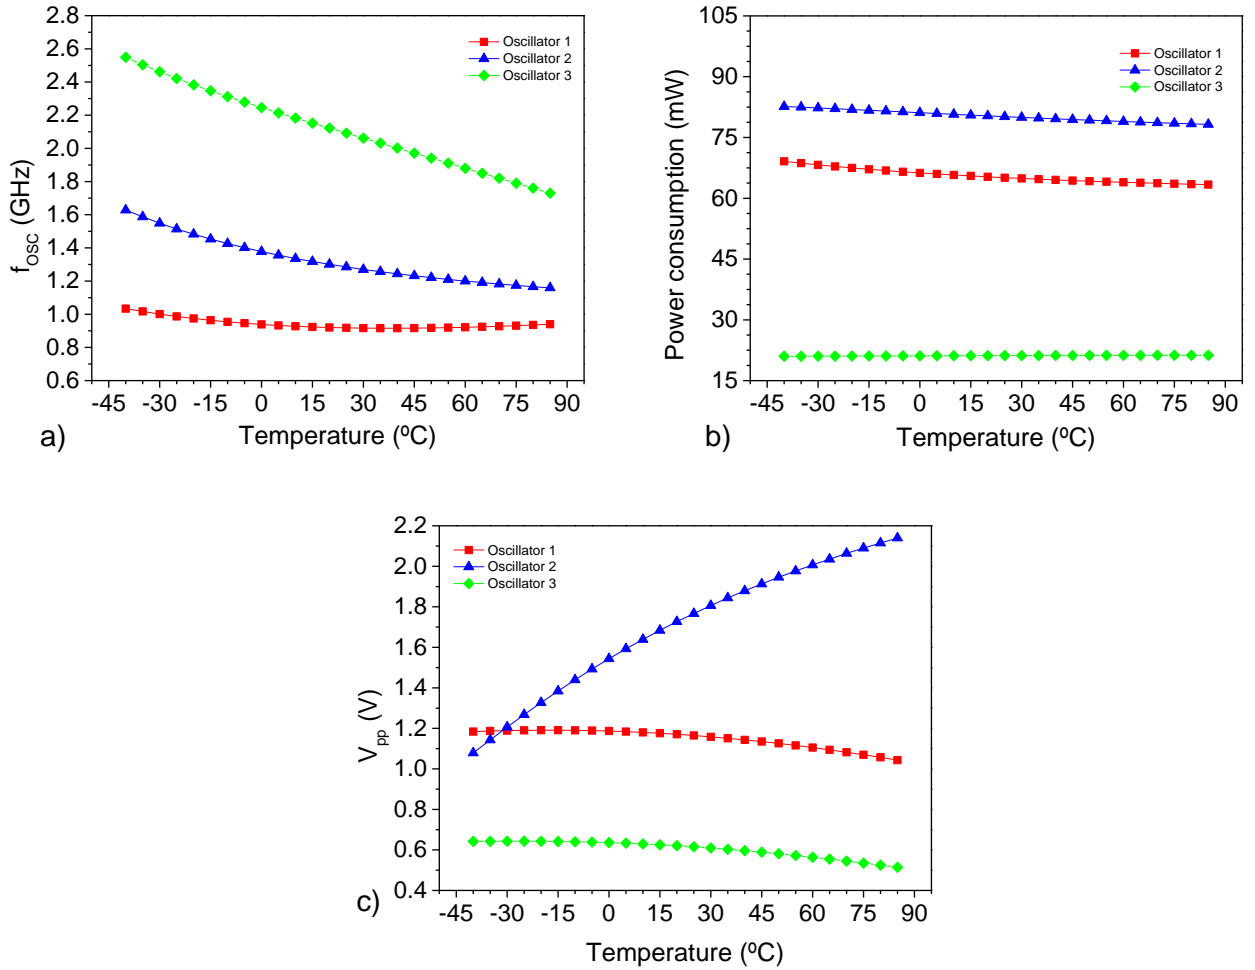 2.8
2.6
2.4
2.2
2.0
1.8
1.6
1.4
1.2
1.0
0.8
0.6
f_OSC (GHz)
Oscillator 1
Oscillator 2
Oscillator 3
-45 -30 -15 0 15 30 45 60 75 90
Temperature (ºC)
a)
105
90
75
60
45
30
15
Power consumption (mW)
Oscillator 1
Oscillator 2
Oscillator 3
-45 -30 -15 0 15 30 45 60 75 90
Temperature (ºC)
b)
2.2
2.0
1.8
1.6
1.4
1.2
1.0
0.8
0.6
0.4
V_pp (V)
Oscillator 1
Oscillator 2
Oscillator 3
-45 -30 -15 0 15 30 45 60 75 90
Temperature (ºC)
c)